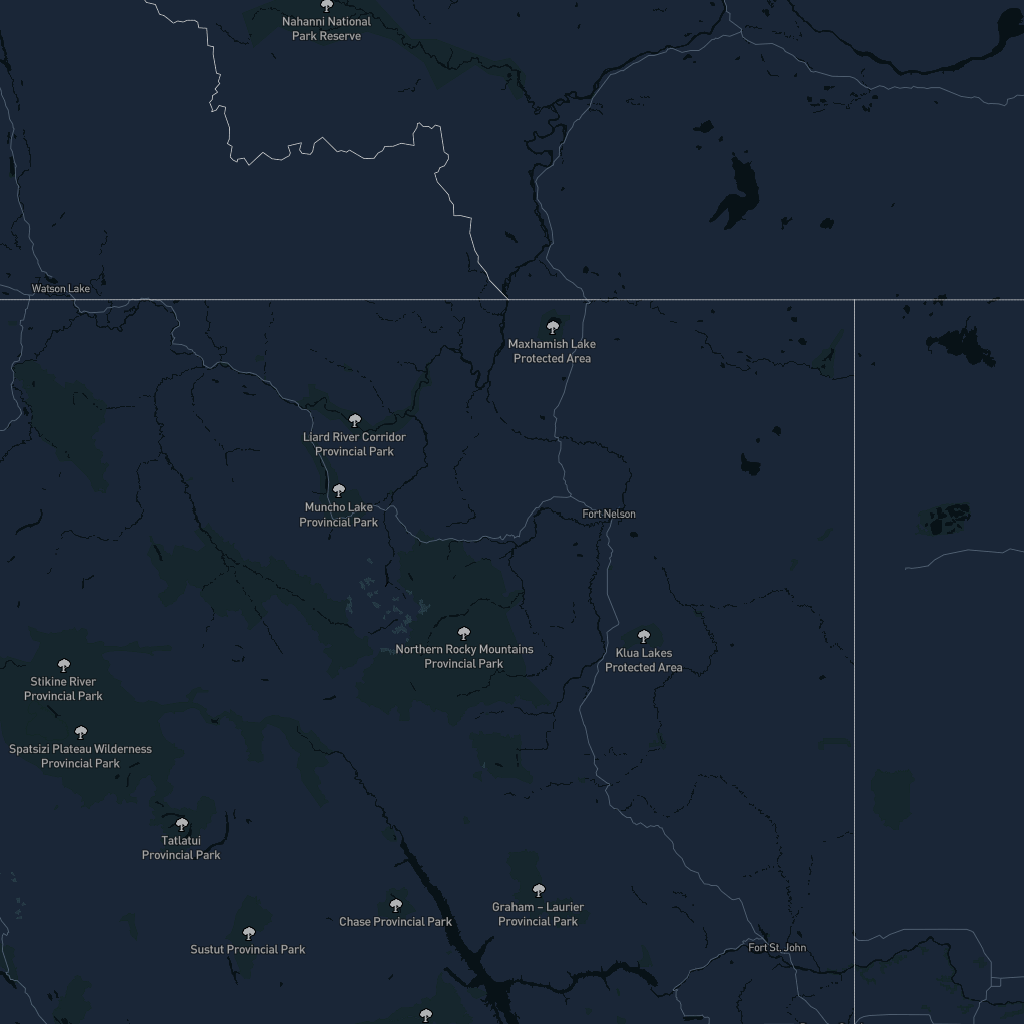 Nahanni National
Park Reserve
Watson Lake
Maxhamish Lake
Protected Area
Liard River Corridor
Provincial Park
Muncho Lake
Provincial Park
Fort Nelson
Northern Rocky Mountains
Provincial Park
Klua Lakes
Protected Area
Stikine River
Provincial Park
Spatsizi Plateau Wilderness
Provincial Park
Tatlatui
Provincial Park
Graham – Laurier
Provincial Park
Chase Provincial Park
Sustut Provincial Park
Fort St. John